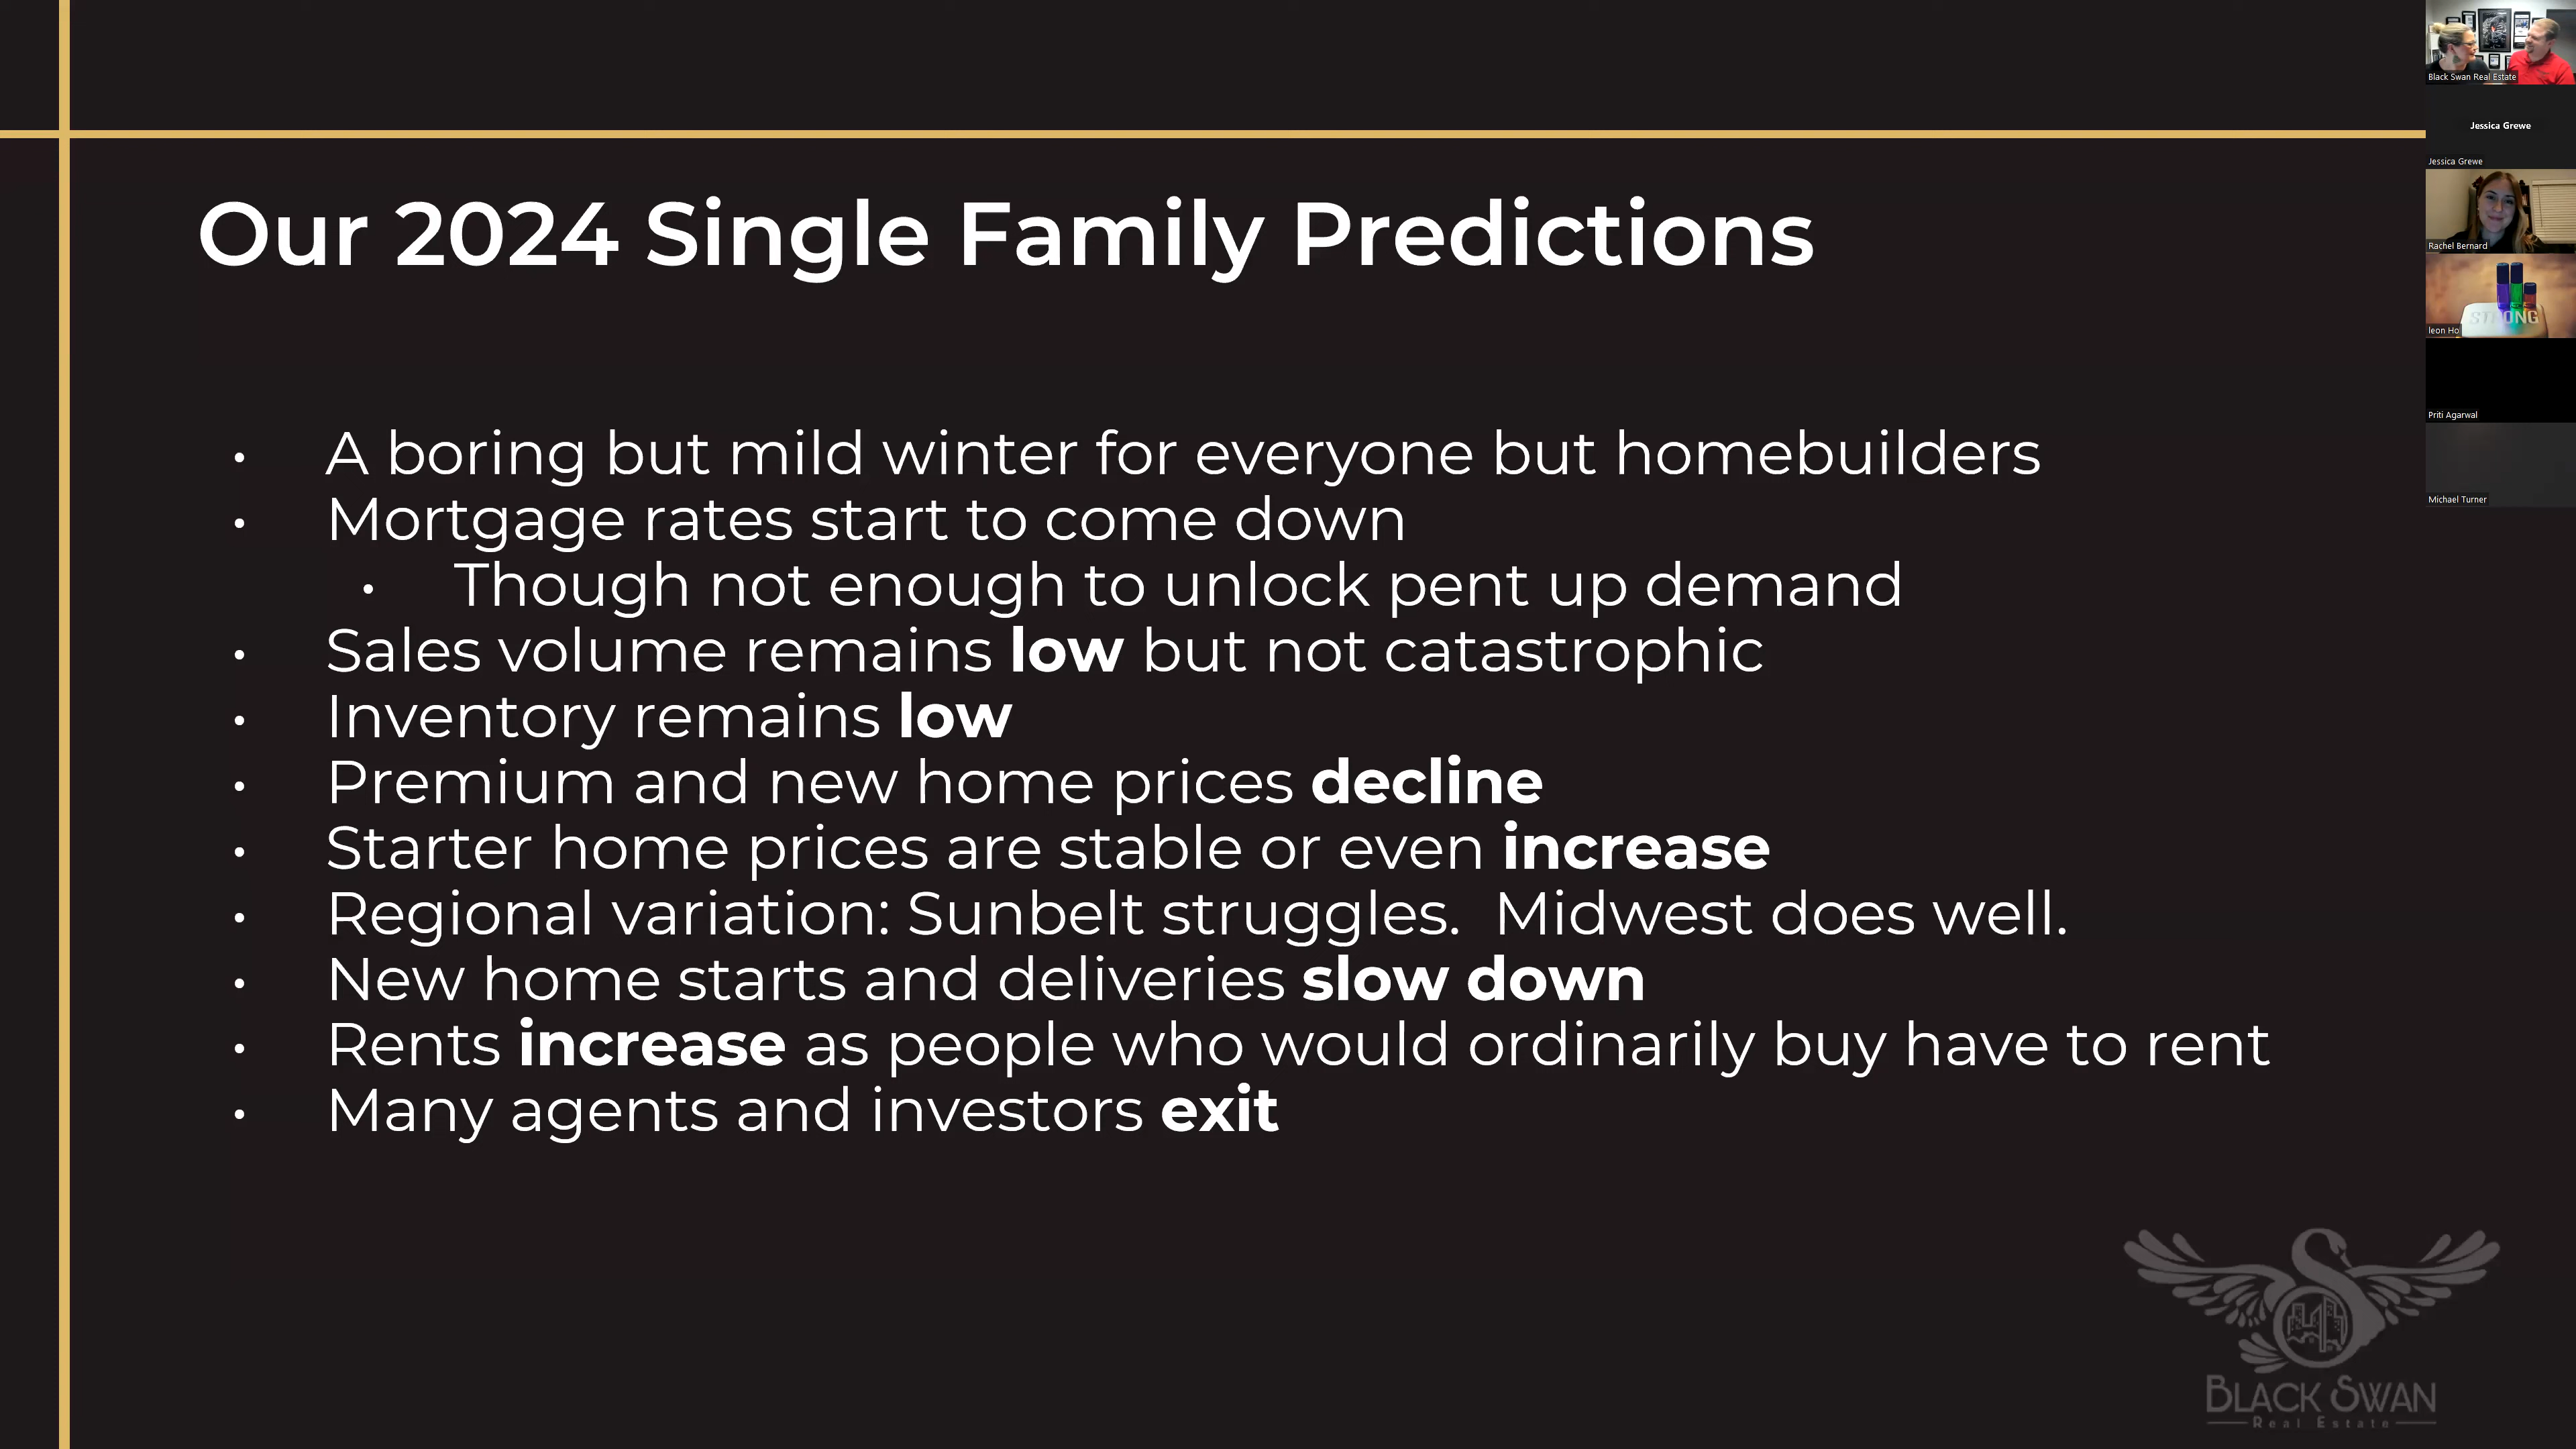 Our 2024 Single Family Predictions
• A boring but mild winter for everyone but homebuilders
• Mortgage rates start to come down
• Though not enough to unlock pent up demand
• Sales volume remains low but not catastrophic
• Inventory remains low
• Premium and new home prices decline
• Starter home prices are stable or even increase
• Regional variation: Sunbelt struggles.  Midwest does well.
• New home starts and deliveries slow down
• Rents increase as people who would ordinarily buy have to rent
• Many agents and investors exit
Black Swan Real Estate
Jessica Grewe
Jessica Grewe
Rachel Bernard
STRONG
leon Ho
Priti Agarwal
Michael Turner
BLACK SWAN
Real Estate